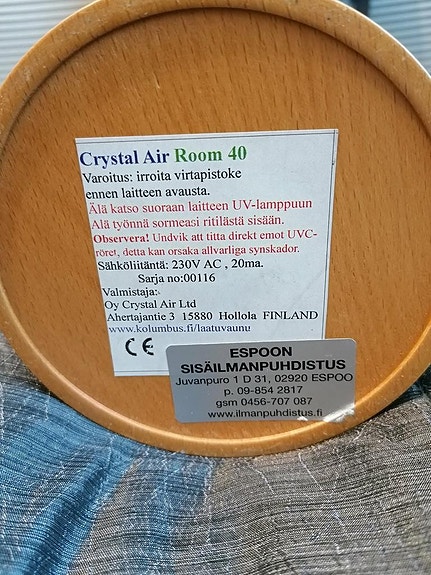 Crystal Air Room 40
Varoitus: irroita virtapistoke
ennen laitteen avausta.
Älä katso suoraan laitteen UV-lamppuun
Älä työnnä sormeasi ritilästä sisään.
Observera! Undvik att titta direkt emot UVC-
röret, detta kan orsaka allvarliga synskador.
Sähköliitäntä: 230V AC , 20ma.
Sarja no:00116
Valmistaja:
Oy Crystal Air Ltd
Ahertajantie 3 15880 Hollola FINLAND
www.kolumbus.fi/laatuvaunu
CE
ESPOON
SISÄILMANPUHDISTUS
Juvanpuro 1 D 31, 02920 ESPOO
p. 09-854 2817
gsm 0456-707 087
www.ilmanpuhdistus.fi